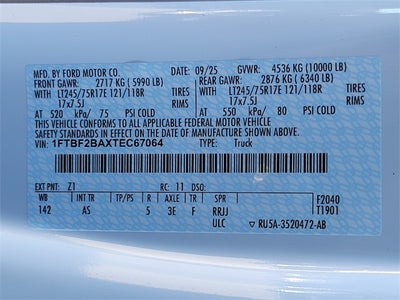 MFD. BY FORD MOTOR CO. 09/25 GVWR: 4536 KG (10000 LB)
FRONT GAWR: 2717 KG ( 5990 LB) REAR GAWR: 2876 KG ( 6340 LB)
LT245/75R17E 121/118R TIRES LT245/75R17E 121/118R TIRES
17x7.5J RIMS 17x7.5J RIMS
AT 520 kPa/ 75 PSI COLD AT 550 kPa/ 80 PSI COLD
THIS VEHICLE CONFORMS TO ALL APPLICABLE FEDERAL MOTOR VEHICLE
SAFETY STANDARDS IN EFFECT ON THE DATE OF MANUFACTURE SHOWN ABOVE.
VIN: 1FTBF2BAXTEC67064 TYPE: Truck
EXT PNT: Z1 RC: 11 DSO:
WB INT TR TP/PS R AXLE TR SPR F2040
142 AS 5 3E F RRJJ T1901
ULC RU5A-3520472-AB